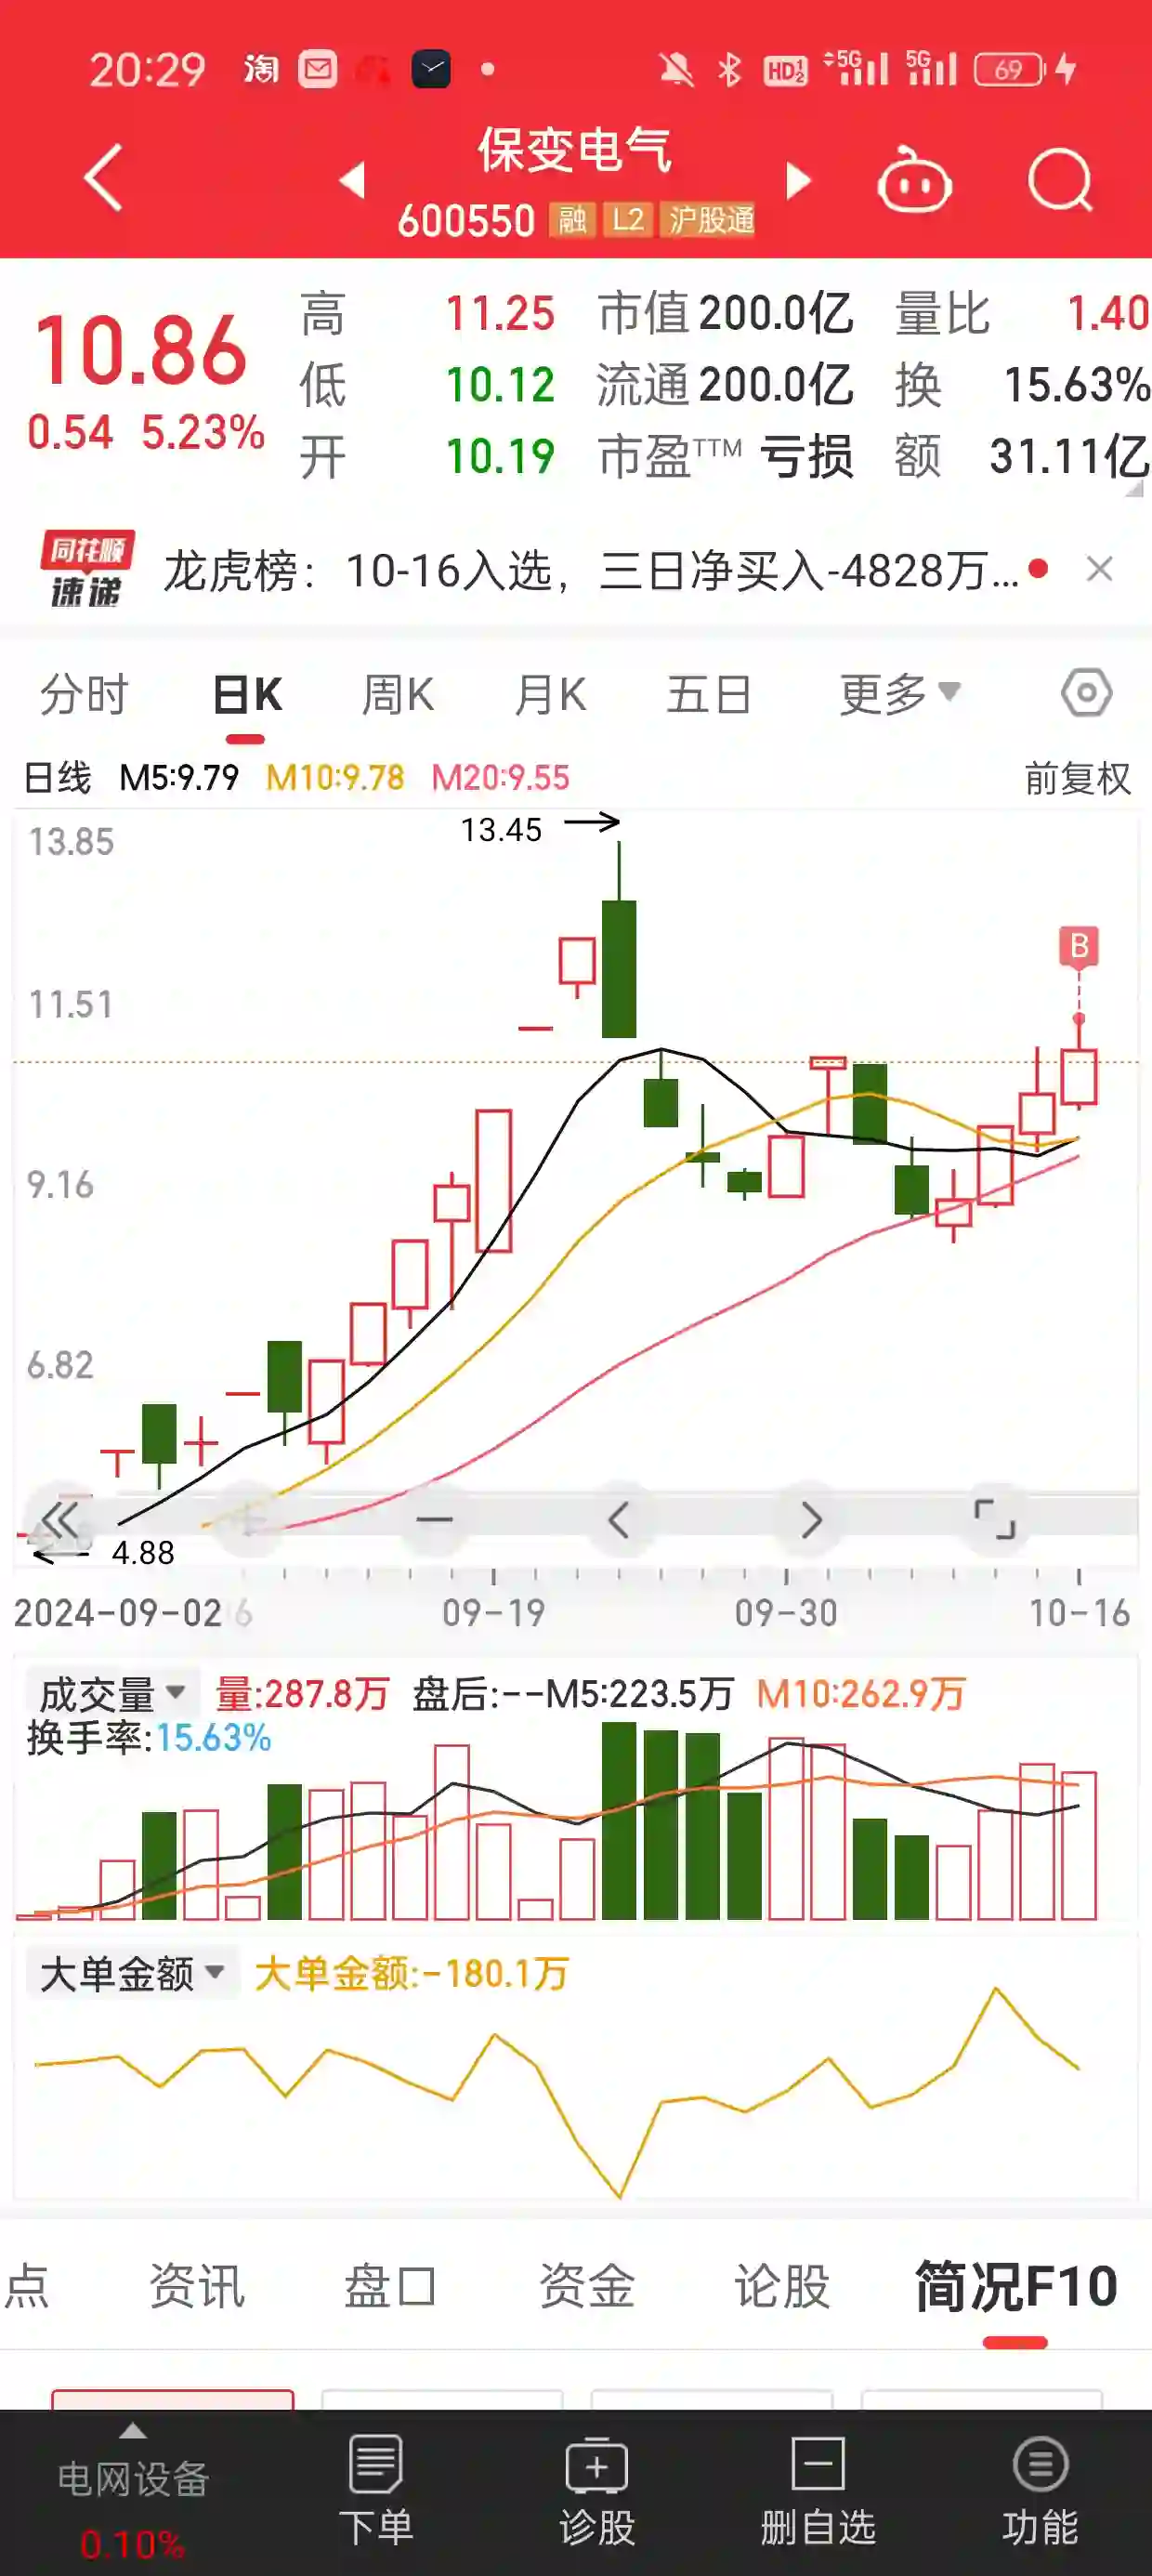 20:29 淘 HD1 2 5G 5G 69
保变电气
600550 融 L2 沪股通
10.86
0.54 5.23%
高 11.25 市值 200.0亿 量比 1.40
低 10.12 流通 200.0亿 换 15.63%
开 10.19 市盈TTM 亏损 额 31.11亿
同花顺
速递
龙虎榜：10-16入选，三日净买入-4828万...
分时 日K 周K 月K 五日 更多
日线 M5:9.79 M10:9.78 M20:9.55 前复权
13.85
13.45
B
11.51
9.16
6.82
4.88
2024-09-02 6 09-19 09-30 10-16
成交量 量:287.8万 盘后:--M5:223.5万 M10:262.9万
换手率:15.63%
大单金额 大单金额:-180.1万
点 资讯 盘口 资金 论股 简况F10
电网设备
0.10%
下单 诊股 删自选 功能